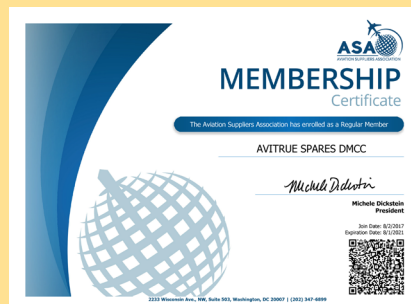 ASA
AVIATION SUPPLIERS ASSOCIATION
MEMBERSHIP
Certificate
The Aviation Suppliers Association has enrolled as a Regular Member
AVITRUE SPARES DMCC
Michele Dickstein
Michele Dickstein
President
Join Date: 8/2/2017
Expiration Date: 8/1/2021
2233 Wisconsin Ave., NW, Suite 503, Washington, DC 20007 | (202) 347-6899